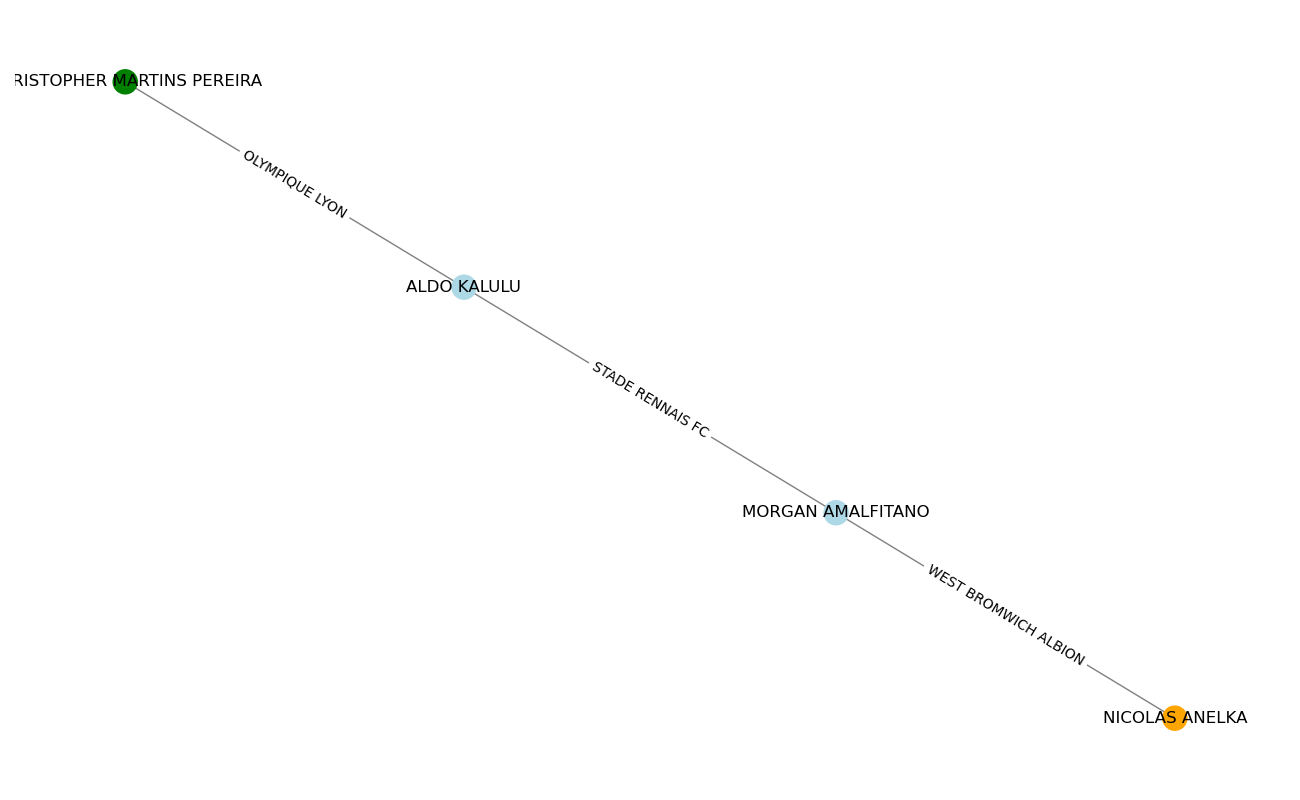 RISTOPHER MARTINS PEREIRA
OLYMPIQUE LYON
ALDO KALULU
STADE RENNAIS FC
MORGAN AMALFITANO
WEST BROMWICH ALBION
NICOLAS ANELKA